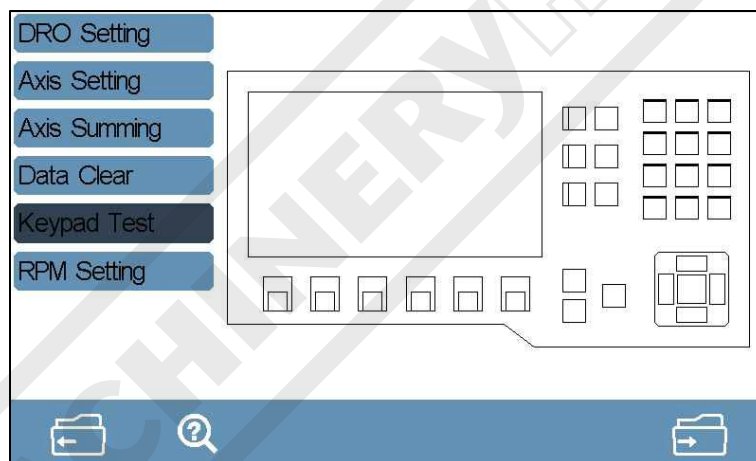 DRO Setting
Axis Setting
Axis Summing
Data Clear
Keypad Test
RPM Setting
?